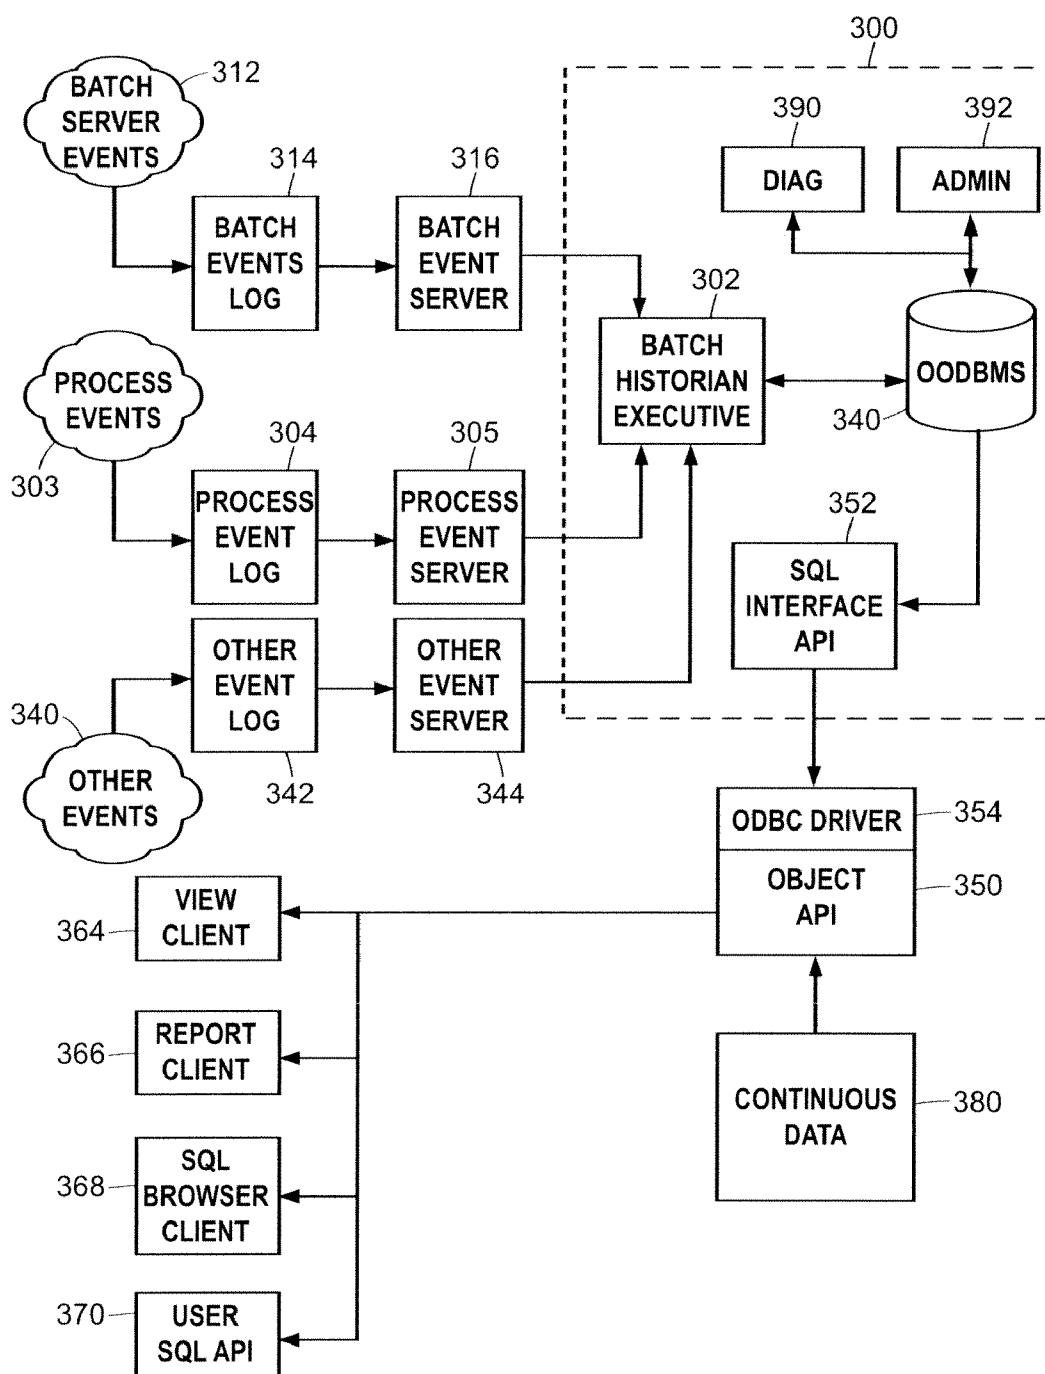 300
BATCH
SERVER
EVENTS
312
390
392
DIAG
ADMIN
314
316
BATCH
EVENTS
LOG
BATCH
EVENT
SERVER
302
BATCH
HISTORIAN
EXECUTIVE
OODBMS
340
PROCESS
EVENTS
303
304
305
PROCESS
EVENT
LOG
PROCESS
EVENT
SERVER
352
SQL
INTERFACE
API
OTHER
EVENT
LOG
OTHER
EVENT
SERVER
340
OTHER
EVENTS
342
344
ODBC DRIVER
354
OBJECT
API
350
VIEW
CLIENT
364
REPORT
CLIENT
366
CONTINUOUS
DATA
380
SQL
BROWSER
CLIENT
368
USER
SQL API
370